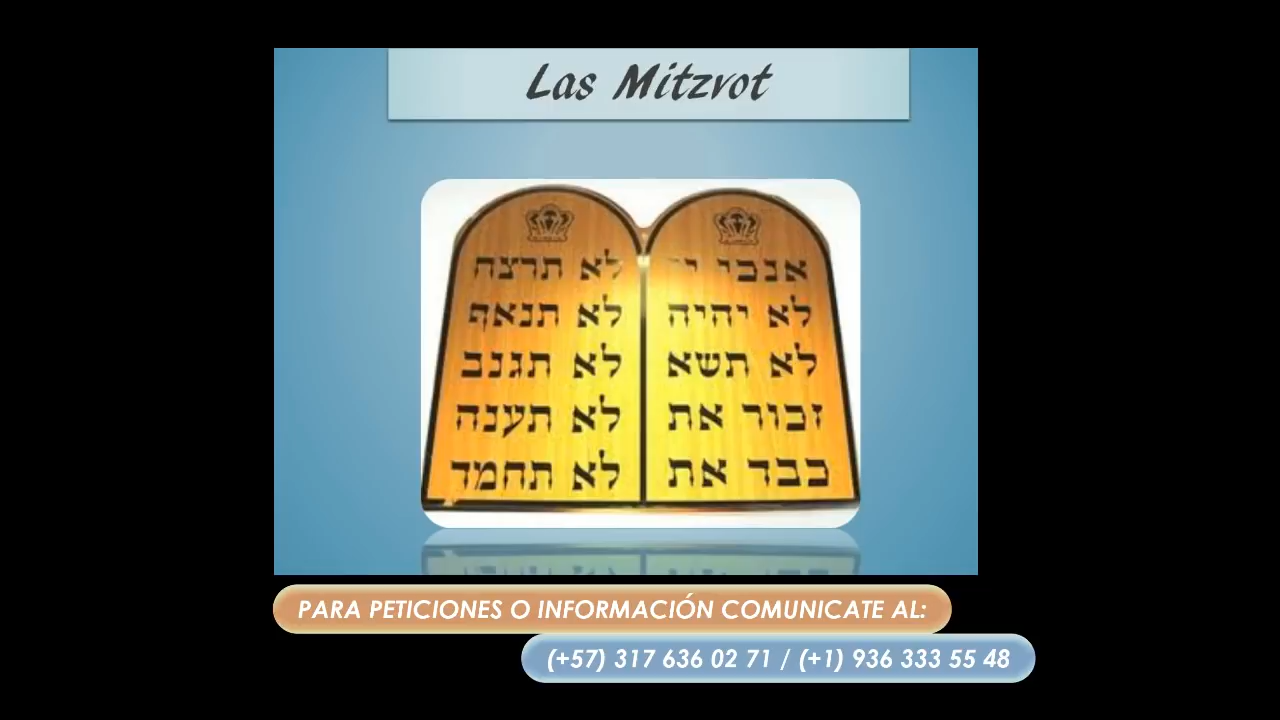 Las Mitzvot
אנכי יי
לא יהיה
לא תשא
זכור את
כבד את
לא תרצח
לא תנאף
לא תגנב
לא תענה
לא תחמד
PARA PETICIONES O INFORMACIÓN COMUNICATE AL:
(+57) 317 636 02 71 / (+1) 936 333 55 48